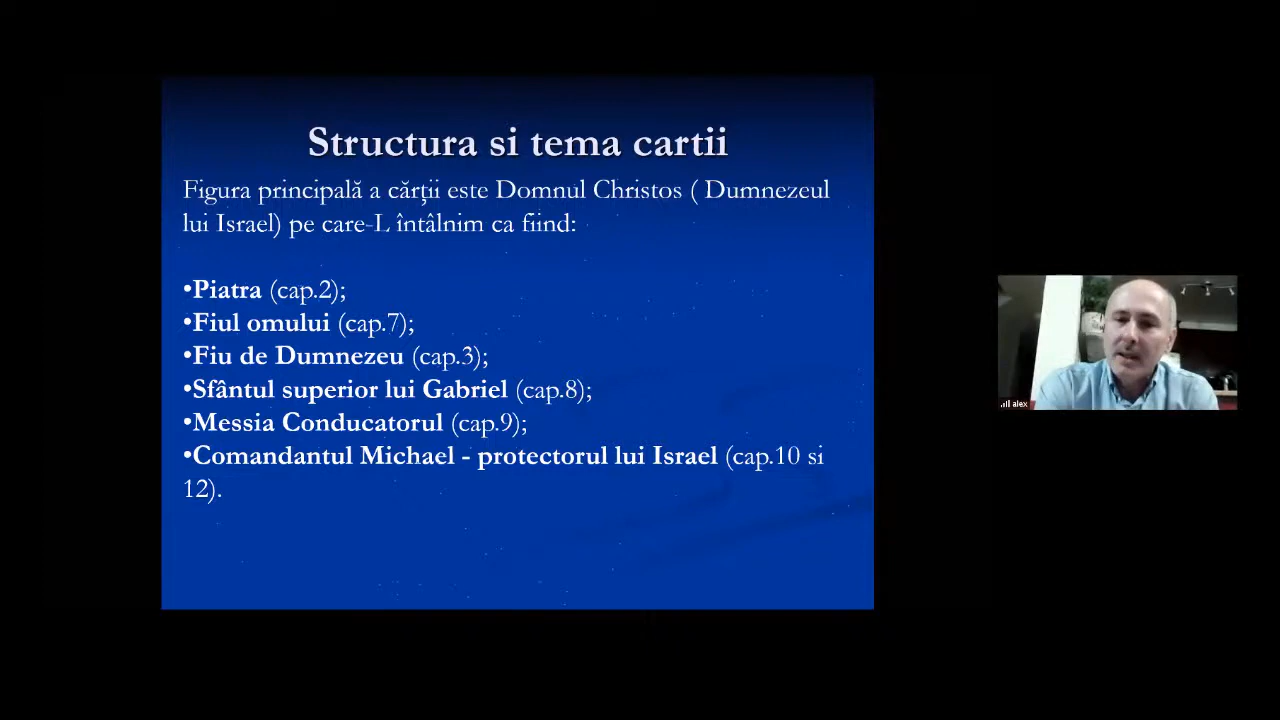 Structura si tema cartii
Figura principală a cărţii este Domnul Christos ( Dumnezeul
lui Israel) pe care-L întâlnim ca fiind:
•Piatra (cap.2);
•Fiul omului (cap.7);
•Fiu de Dumnezeu (cap.3);
•Sfântul superior lui Gabriel (cap.8);
•Messia Conducatorul (cap.9);
•Comandantul Michael - protectorul lui Israel (cap.10 si
12).
alex